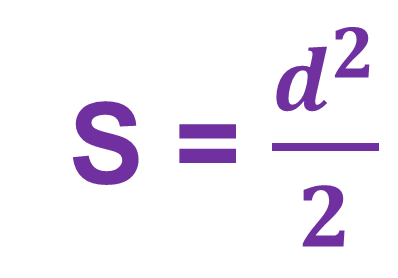 S = d²/2